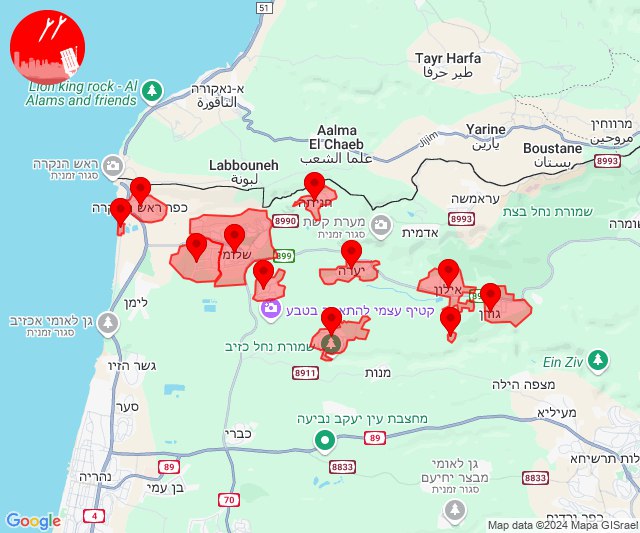 51
Tayr Harfa
طير حرفا
Lion king rock - Al
Alams and friends
א-נאקורה
الناقورة
Aalma
El Chaeb
علما الشعب
Jijim
Yarine
يارين
מרווחין
مروحين
Boustane
بستان
8993
ראש הנקרה
סגור זמנית
Labbouneh
لبونة
כפר ראש הנקרה
חניתה
8990
מערת קשת
סגור זמנית
אדמית
עראמשה
8993
שמורת נחל בצת
שומרה
שלומי
899
יערה
אילון
גורן
לימן
קטיף עצמי להתארח בטבע
גן לאומי אכזיב
סגור זמנית
שמורת נחל כזיב
8911
מנות
Ein Ziv
גשר הזיו
מצפה הילה
סער
מעיליא
כברי
מחצבת עין יעקב נביעה
89
89
8833
גן לאומי
מבצר יחיעם
סגור זמנית
מעלות תרשיחא
8833
נהריה
בן עמי
70
4
כפר ורדים
Google
Map data ©2024 Mapa GISrael